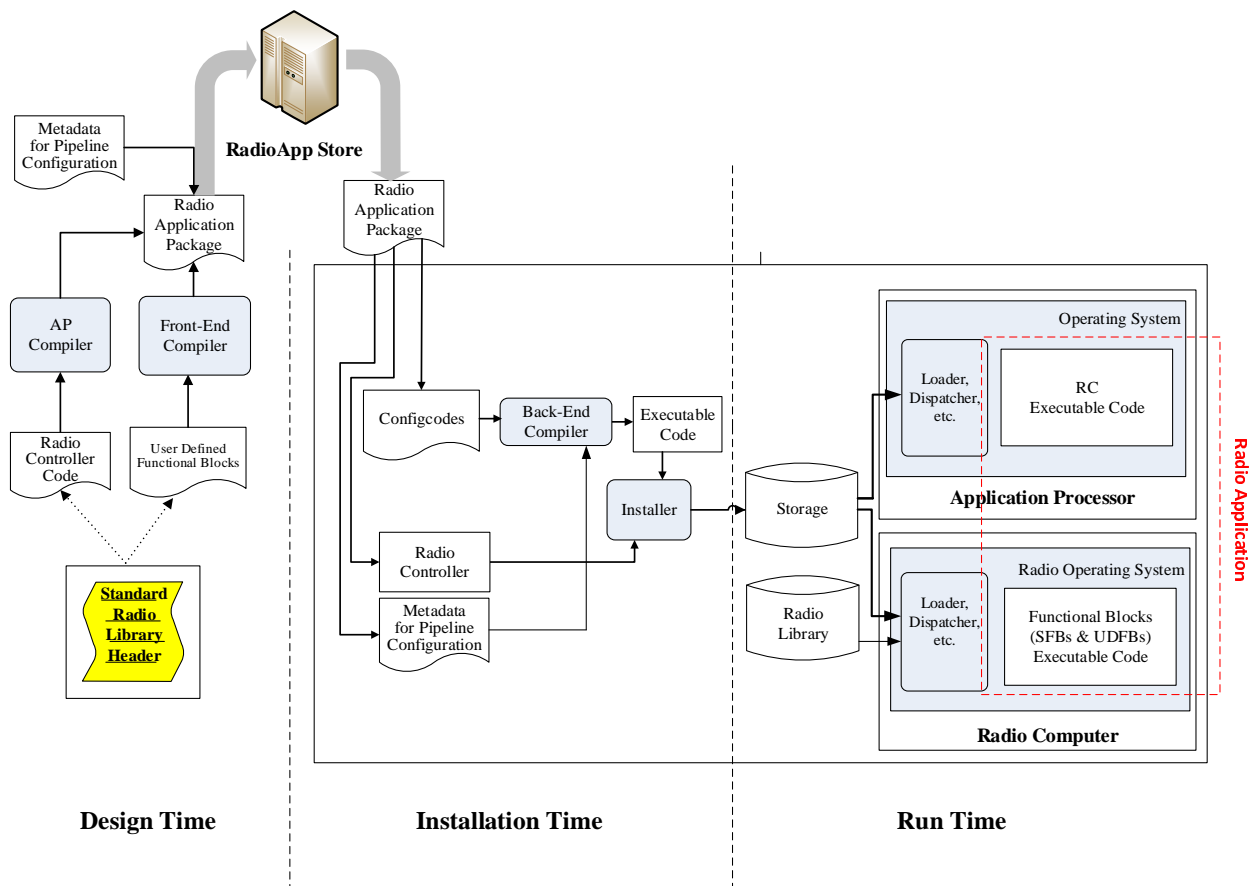 RadioApp Store
Metadata
for Pipeline
Configuration
Radio
Application
Package
AP
Compiler
Front-End
Compiler
Radio
Controller
Code
User Defined
Functional Blocks
Standard
Radio
Library
Header
Design Time
Radio
Application
Package
Configcodes
Back-End
Compiler
Executable
Code
Installer
Radio
Controller
Metadata
for Pipeline
Configuration
Installation Time
Storage
Radio
Library
Operating System
Loader,
Dispatcher,
etc.
RC
Executable Code
Application Processor
Radio Operating System
Loader,
Dispatcher,
etc.
Functional Blocks
(SFBs & UDFBs)
Executable Code
Radio Computer
Radio Application
Run Time